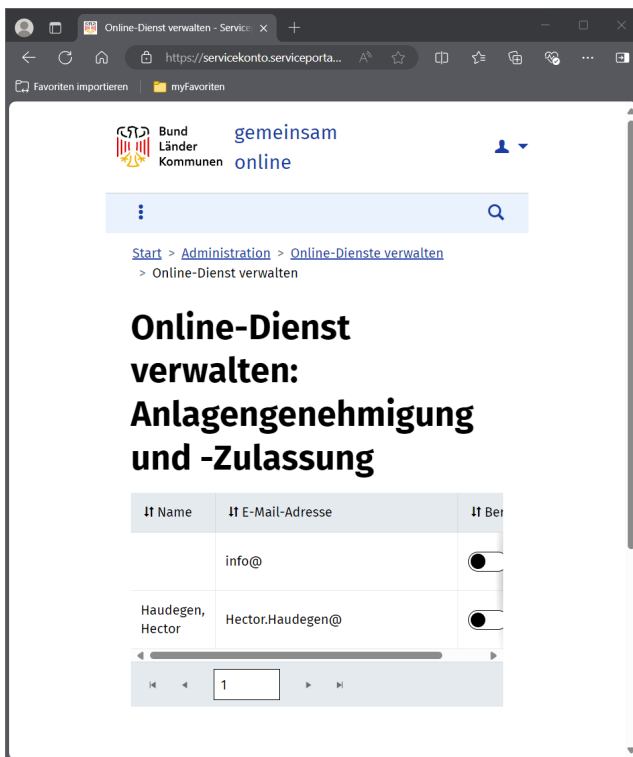 Online-Dienst verwalten - Service
https://servicekonto.serviceporta...
Favoriten importieren
myFavoriten
Bund
Länder
Kommunen
gemeinsam
online
Start > Administration > Online-Dienste verwalten
> Online-Dienst verwalten
Online-Dienst
verwalten:
Anlagengenehmigung
und -Zulassung
Name E-Mail-Adresse Ber
info@
Haudegen,
Hector
Hector.Haudegen@
1